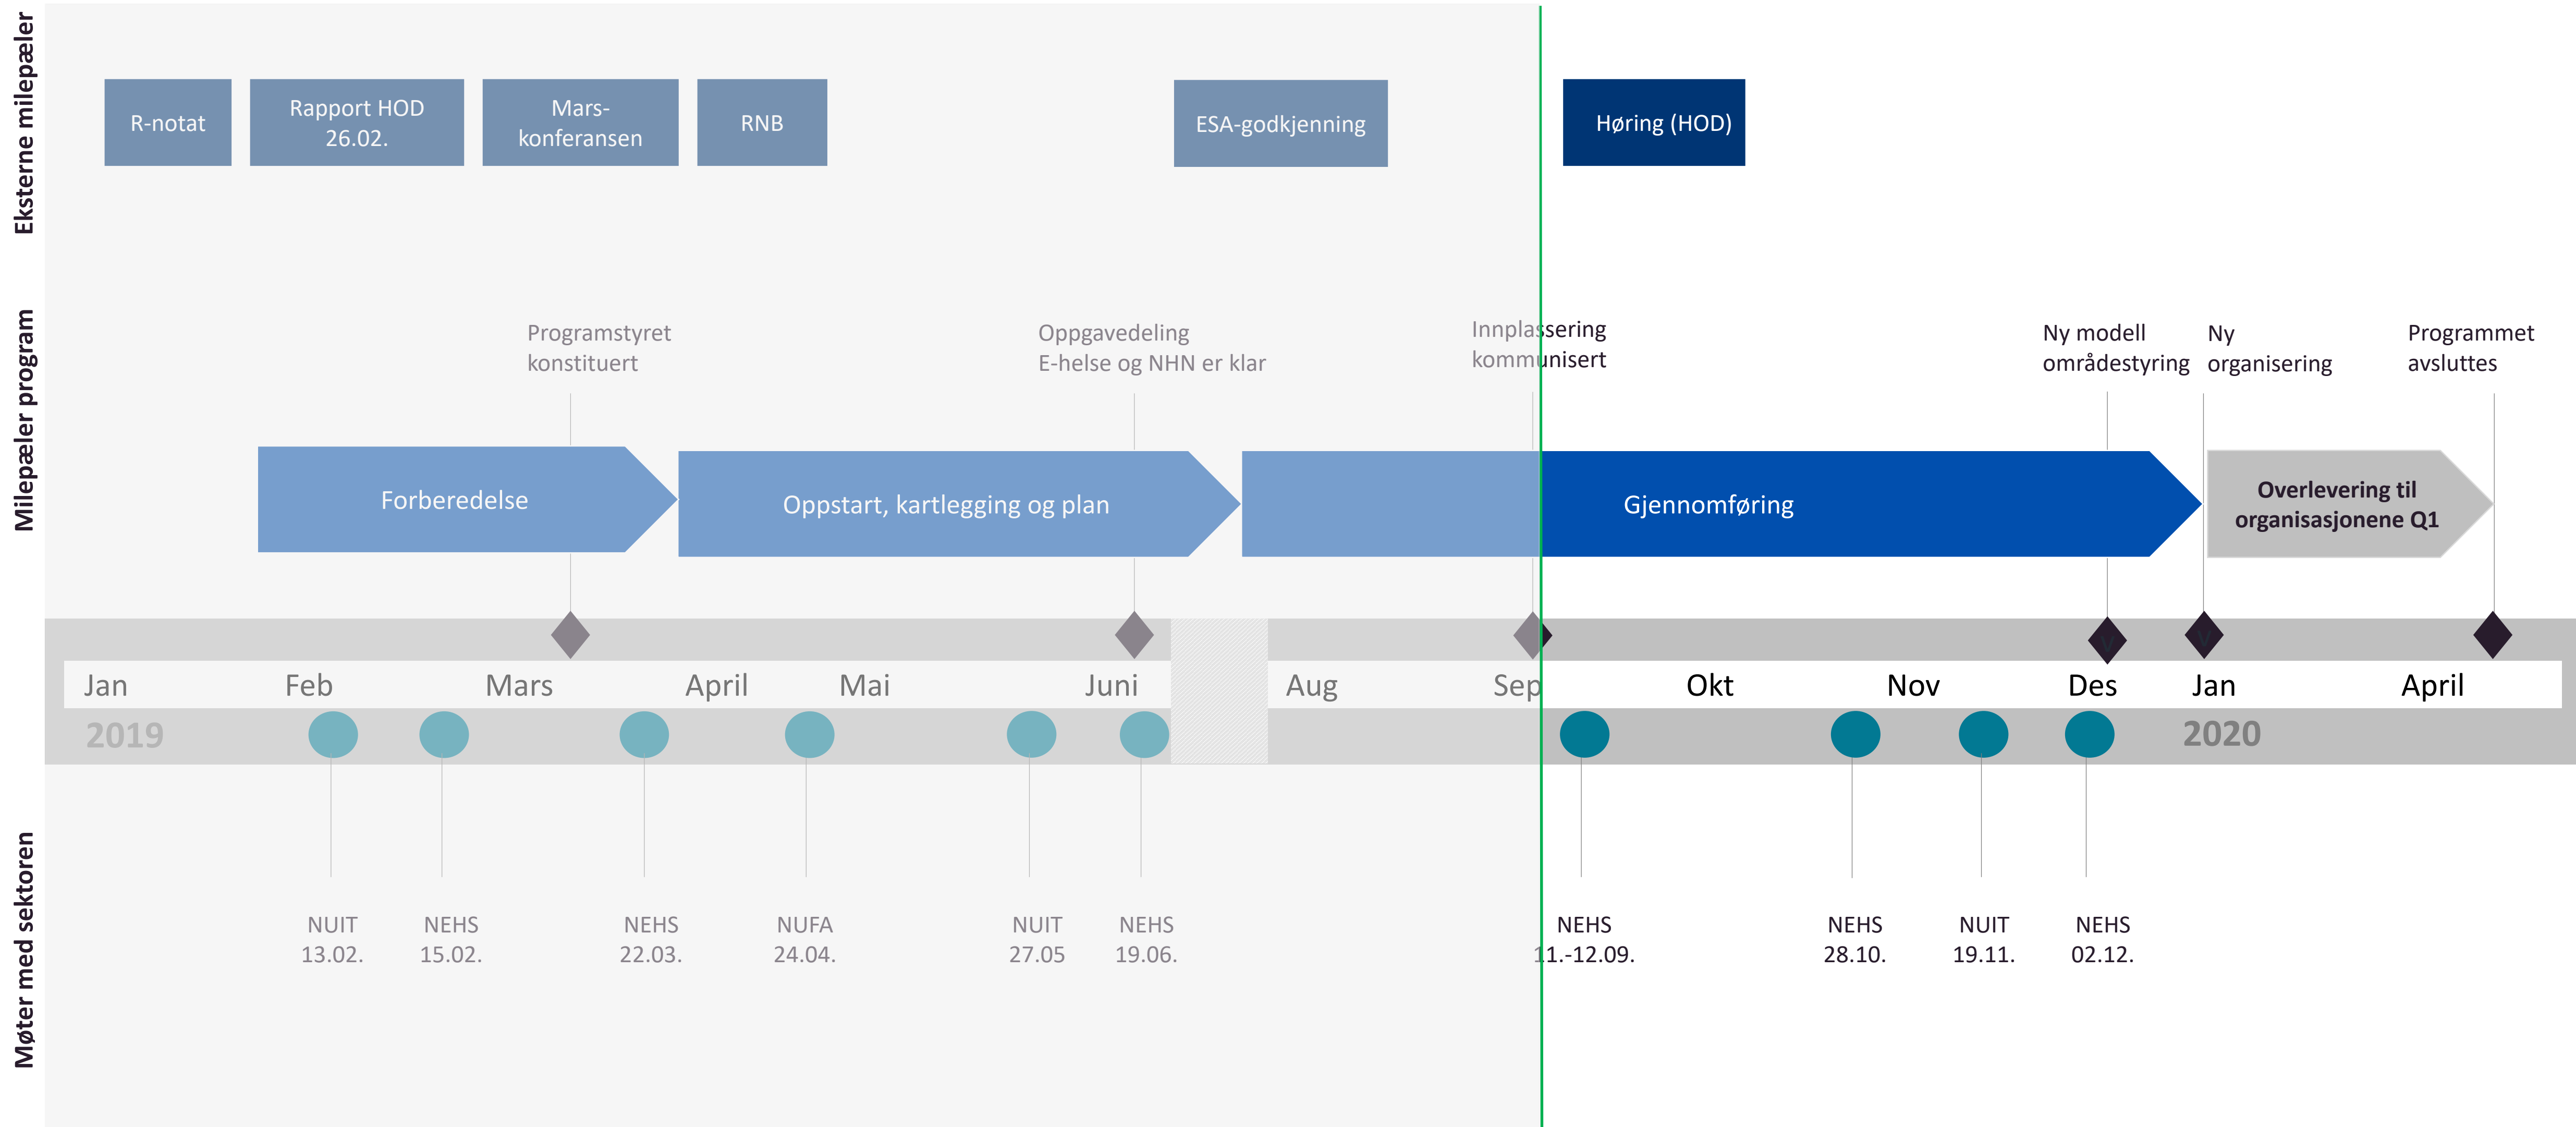 Eksterne milepæler
R-notat
Rapport HOD
26.02.
Mars-
konferansen
RNB
ESA-godkjenning
Høring (HOD)
Milepæler program
Programstyret
konstituert
Oppgavedeling
E-helse og NHN er klar
Innplassering
kommunisert
Ny modell
områdestyring
Ny
organisering
Programmet
avsluttes
Forberedelse
Oppstart, kartlegging og plan
Gjennomføring
Overlevering til
organisasjonene Q1
V
V
Jan
Feb
Mars
April
Mai
Juni
Aug
Sep
Okt
Nov
Des
Jan
April
2019
2020
Møter med sektoren
NUIT
13.02.
NEHS
15.02.
NEHS
22.03.
NUFA
24.04.
NUIT
27.05
NEHS
19.06.
NEHS
11.-12.09.
NEHS
28.10.
NUIT
19.11.
NEHS
02.12.